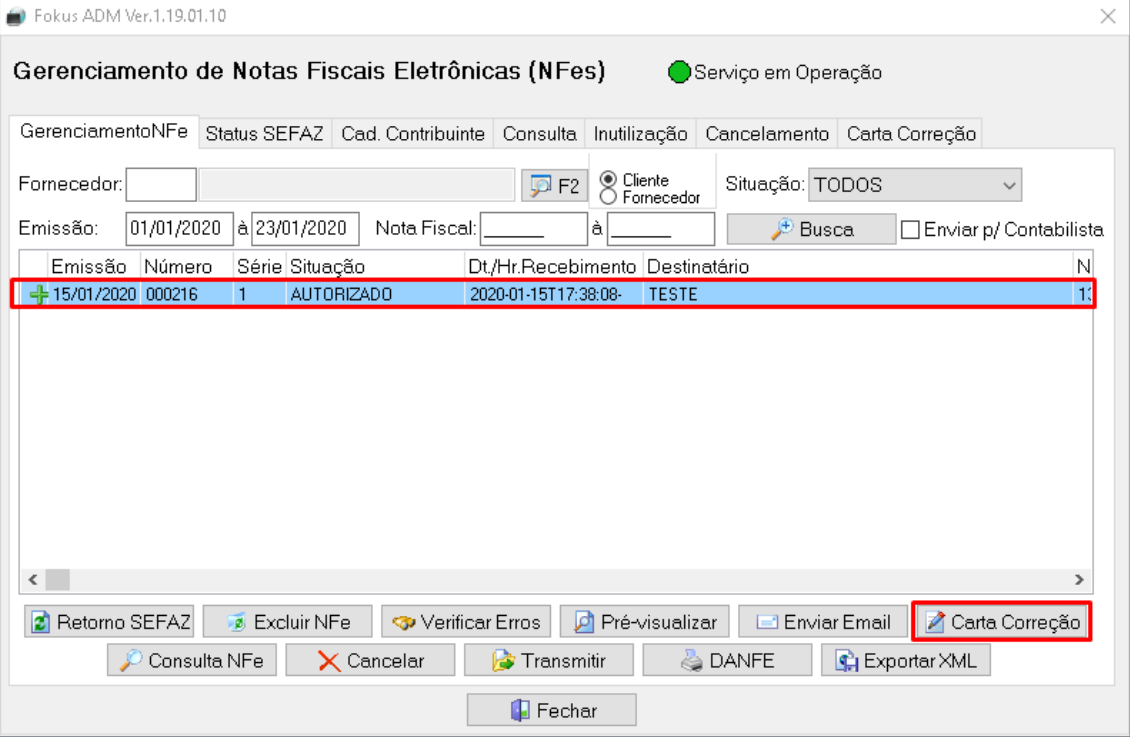 Fokus ADM Ver.1.19.01.10
Gerenciamento de Notas Fiscais Eletrônicas (NFes) Serviço em Operação
GerenciamentoNFe Status SEFAZ Cad. Contribuinte Consulta Inutilização Cancelamento Carta Correção
Fornecedor: F2 Cliente Fornecedor Situação: TODOS
Emissão: 01/01/2020 à 23/01/2020 Nota Fiscal: ______ à ______ Busca Enviar p/ Contabilista
Emissão Número Série Situação Dt./Hr.Recebimento Destinatário N
15/01/2020 000216 1 AUTORIZADO 2020-01-15T17:38:08- TESTE
Retorno SEFAZ Excluir NFe Verificar Erros Pré-visualizar Enviar Email Carta Correção
Consulta NFe Cancelar Transmitir DANFE Exportar XML
Fechar